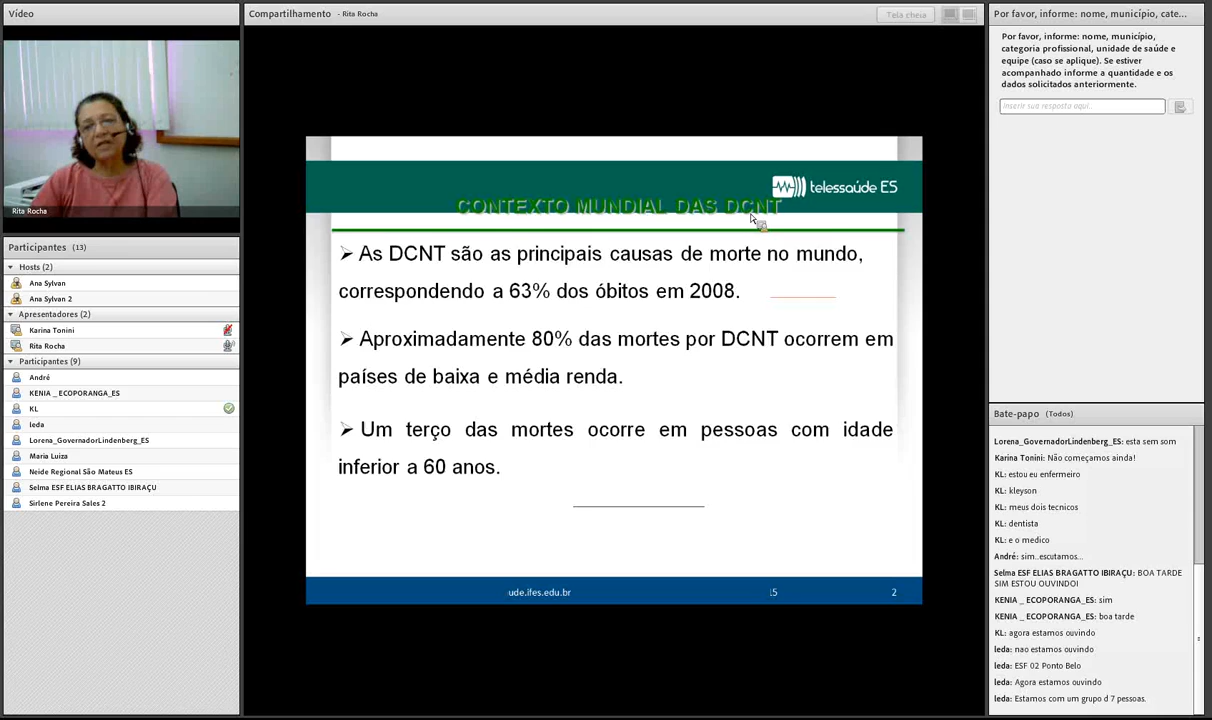 Vídeo
Rita Rocha
Participantes (13)
Hosts (2)
Ana Sylvan
Ana Sylvan 2
Apresentadores (2)
Karina Tonini
Rita Rocha
Participantes (9)
André
KENIA _ ECOPORANGA_ES
KL
leda
Lorena_GovernadorLindenberg_ES
Maria Luiza
Neide Regional São Mateus ES
Selma ESF ELIAS BRAGATTO IBIRAÇU
Sirlene Pereira Sales 2
Compartilhamento - Rita Rocha
Tela cheia
telessaúde ES
CONTEXTO MUNDIAL DAS DCNT
➢ As DCNT são as principais causas de morte no mundo,
correspondendo a 63% dos óbitos em 2008.
➢ Aproximadamente 80% das mortes por DCNT ocorrem em
países de baixa e média renda.
➢ Um terço das mortes ocorre em pessoas com idade
inferior a 60 anos.
ude.ifes.edu.br 15 2
Por favor, informe: nome, município, cate...
Por favor, informe: nome, município,
categoria profissional, unidade de saúde e
equipe (caso se aplique). Se estiver
acompanhado informe a quantidade e os
dados solicitados anteriormente.
Inserir sua resposta aqui.
Bate-papo (Todos)
Lorena_GovernadorLindenberg_ES: esta sem som
Karina Tonini: Não começamos ainda!
KL: estou eu enfermeiro
KL: kleyson
KL: meus dois tecnicos
KL: dentista
KL: e o medico
André: sim..escutamos...
Selma ESF ELIAS BRAGATTO IBIRAÇU: BOA TARDE
SIM ESTOU OUVINDO!
KENIA _ ECOPORANGA_ES: sim
KENIA _ ECOPORANGA_ES: boa tarde
KL: agora estamos ouvindo
leda: nao estamos ouvindo
leda: ESF 02 Ponto Belo
leda: Agora estamos ouvindo
leda: Estamos com um grupo d 7 pessoas.